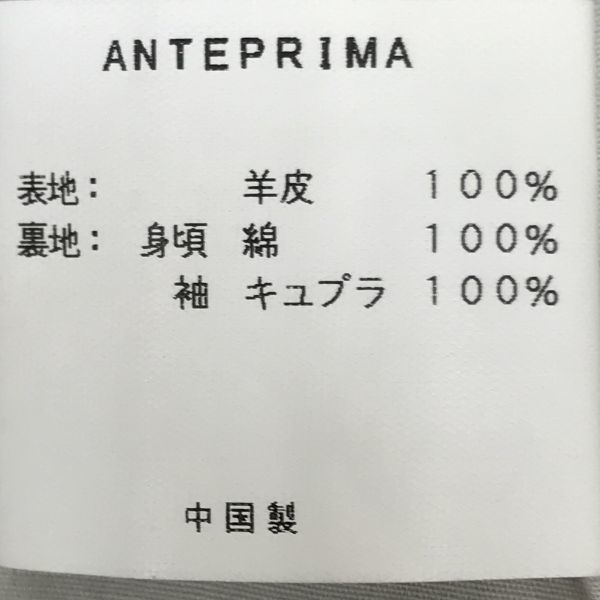 ANTEPRIMA
表地： 羊皮 100%
裏地： 身頃 綿 100%
袖 キュプラ 100%
中国製